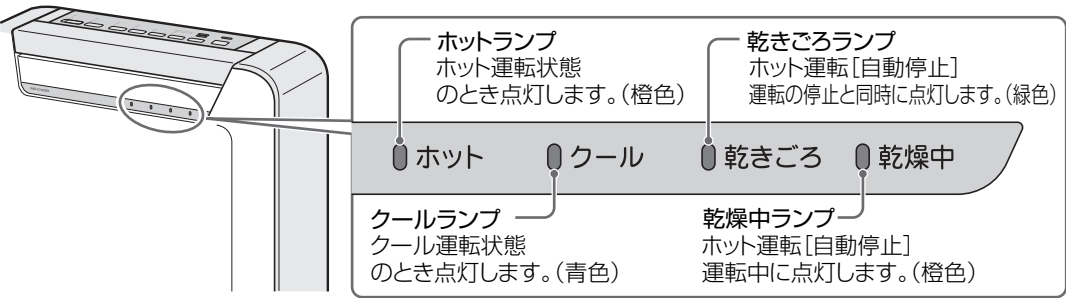 ホットランプ
ホット運転状態
のとき点灯します。(橙色)
乾きごろランプ
ホット運転[自動停止]
運転の停止と同時に点灯します。(緑色)
ホット
クール
乾きごろ
乾燥中
クールランプ
クール運転状態
のとき点灯します。(青色)
乾燥中ランプ
ホット運転[自動停止]
運転中に点灯します。(橙色)